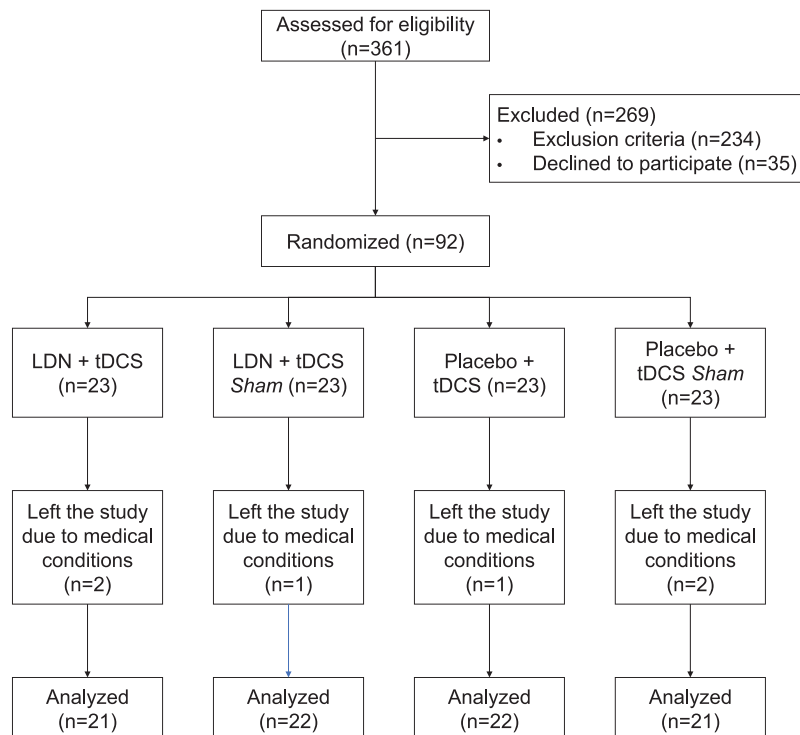 Assessed for eligibility
(n=361)
Excluded (n=269)
• Exclusion criteria (n=234)
• Declined to participate (n=35)
Randomized (n=92)
LDN + tDCS
(n=23)
LDN + tDCS
Sham (n=23)
Placebo +
tDCS (n=23)
Placebo +
tDCS Sham
(n=23)
Left the study
due to medical
conditions
(n=2)
Left the study
due to medical
conditions
(n=1)
Left the study
due to medical
conditions
(n=1)
Left the study
due to medical
conditions
(n=2)
Analyzed
(n=21)
Analyzed
(n=22)
Analyzed
(n=22)
Analyzed
(n=21)